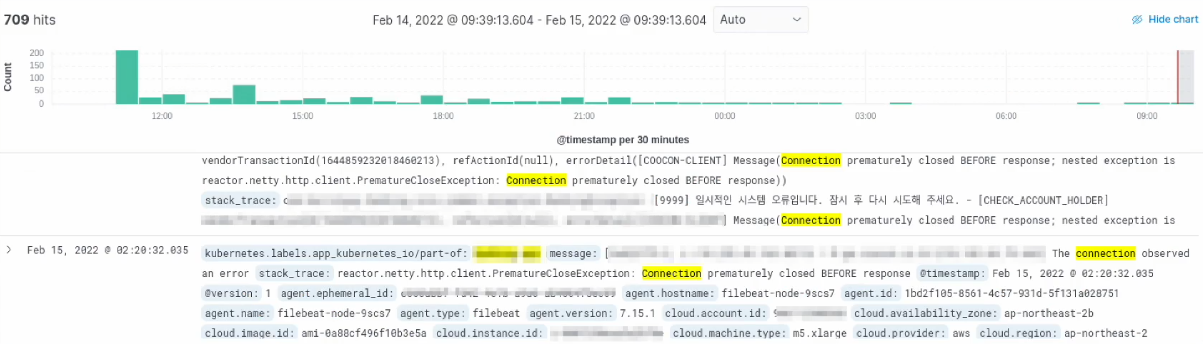 709 hits
Feb 14, 2022 @ 09:39:13.604 - Feb 15, 2022 @ 09:39:13.604
Auto
Hide chart
Count
200
150
100
50
0
12:00 15:00 18:00 21:00 00:00 03:00 06:00 09:00
@timestamp per 30 minutes
vendorTransactionId(1644859232018460213), refActionId(null), errorDetail([COOCON-CLIENT] Message(Connection prematurely closed BEFORE response; nested exception is
reactor.netty.http.client.PrematureCloseException: Connection prematurely closed BEFORE response))
stack_trace: [9999] 일시적인 시스템 오류입니다. 잠시 후 다시 시도해 주세요. - [CHECK_ACCOUNT_HOLDER]
Message(Connection prematurely closed BEFORE response; nested exception is
Feb 15, 2022 @ 02:20:32.035 kubernetes.labels.app_kubernetes_io/part-of: message: [ The connection observed
an error stack_trace: reactor.netty.http.client.PrematureCloseException: Connection prematurely closed BEFORE response @timestamp: Feb 15, 2022 @ 02:20:32.035
@version: 1 agent.ephemeral_id: agent.hostname: filebeat-node-9scs7 agent.id: 1bd2f105-8561-4c57-931d-5f131a028751
agent.name: filebeat-node-9scs7 agent.type: filebeat agent.version: 7.15.1 cloud.account.id: cloud.availability_zone: ap-northeast-2b
cloud.image.id: ami-0a88cf496f10b3e5a cloud.instance.id: cloud.machine.type: m5.xlarge cloud.provider: aws cloud.region: ap-northeast-2